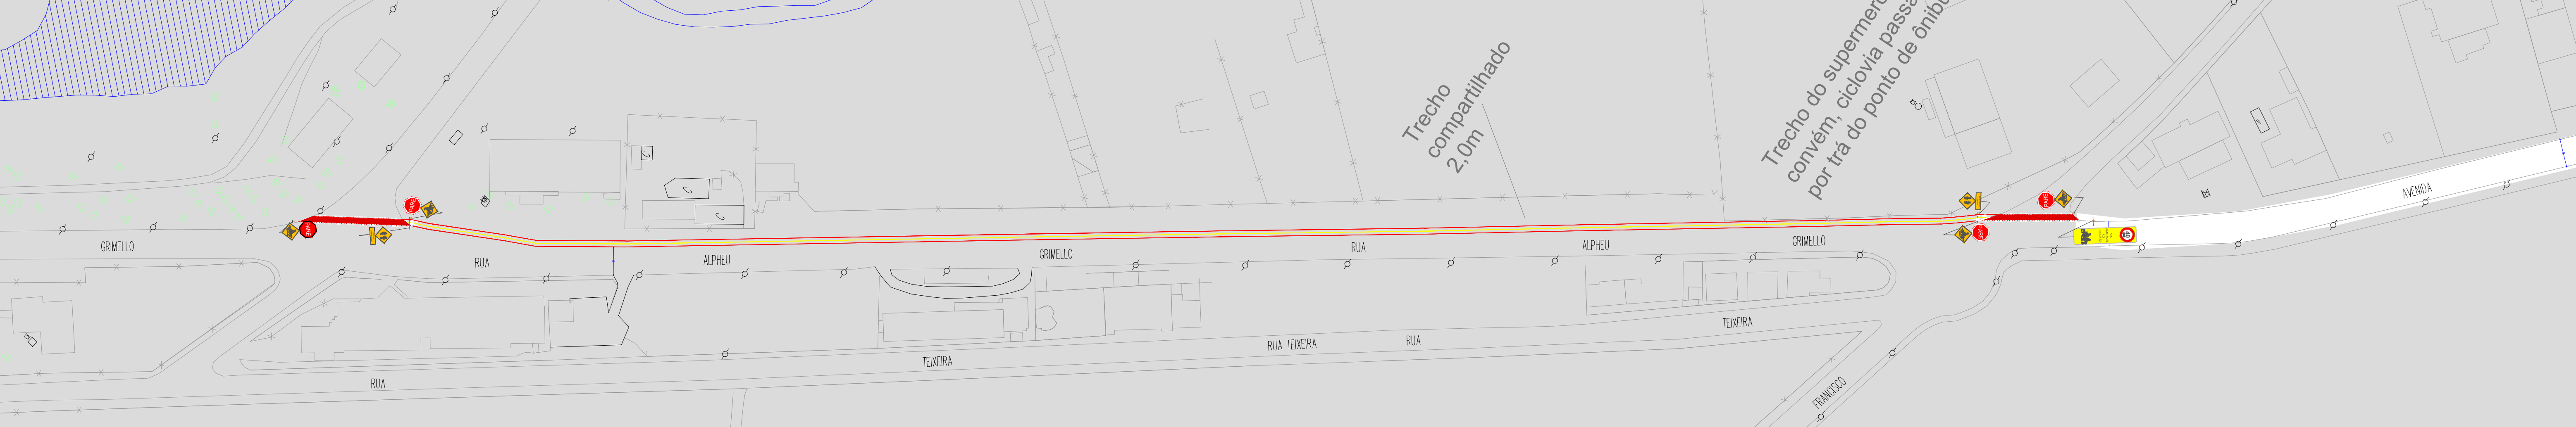 Trecho
compartilhado
2,0m
Trecho do supermerc
convém, ciclovia passa
por trá do ponto de ônibu
AVENIDA
GRIMELLO
RUA
ALPHEU
GRIMELLO
RUA
ALPHEU
GRIMELLO
RUA
TEIXEIRA
RUA TEIXEIRA
RUA
TEIXEIRA
FRANCISCO